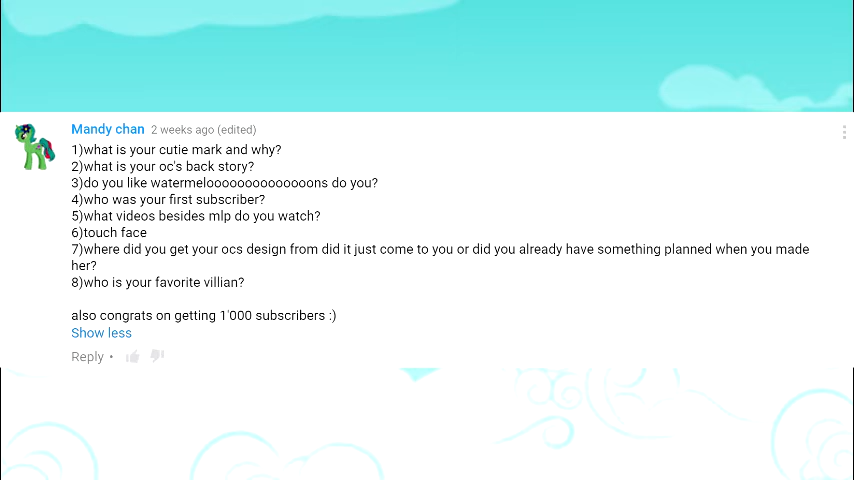 Mandy chan 2 weeks ago (edited)
1)what is your cutie mark and why?
2)what is your oc's back story?
3)do you like watermeloooooooooooooons do you?
4)who was your first subscriber?
5)what videos besides mlp do you watch?
6)touch face
7)where did you get your ocs design from did it just come to you or did you already have something planned when you made
her?
8)who is your favorite villian?
also congrats on getting 1'000 subscribers :)
Show less
Reply •